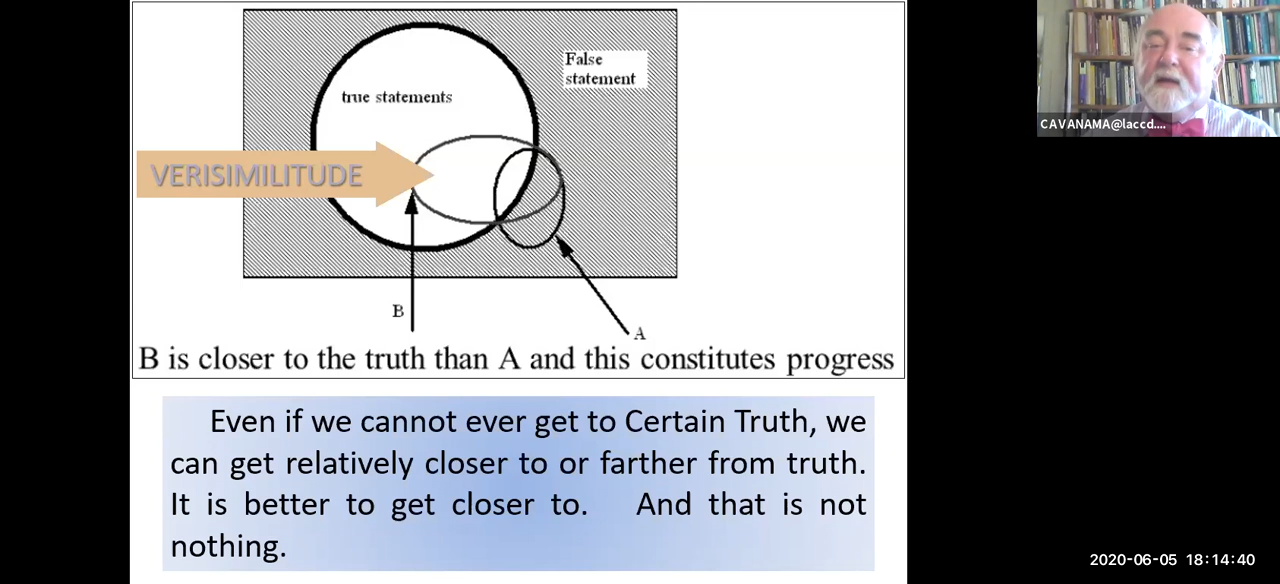 False
statement
true statements
VERISIMILITUDE
B
A
B is closer to the truth than A and this constitutes progress
Even if we cannot ever get to Certain Truth, we
can get relatively closer to or farther from truth.
It is better to get closer to. And that is not
nothing.
CAVANAMA@laccd....
2020-06-05 18:14:40